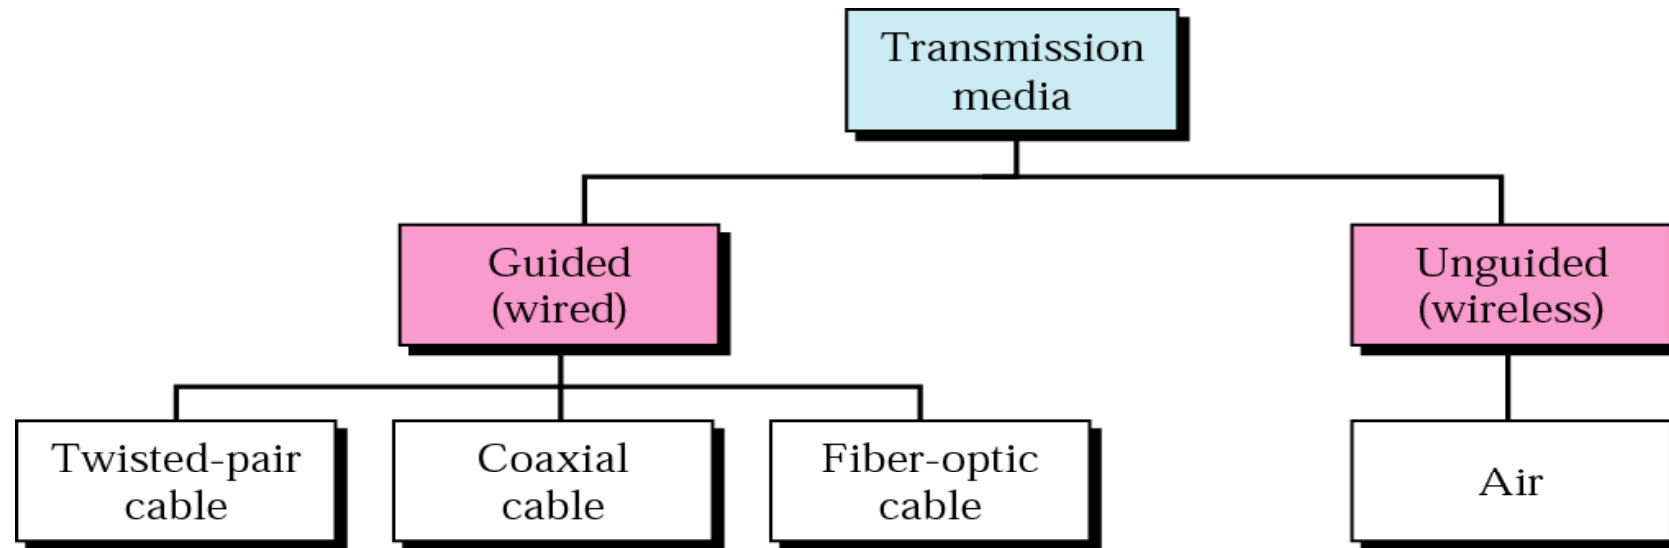 Transmission
media
Guided
(wired)
Unguided
(wireless)
Twisted-pair
cable
Coaxial
cable
Fiber-optic
cable
Air